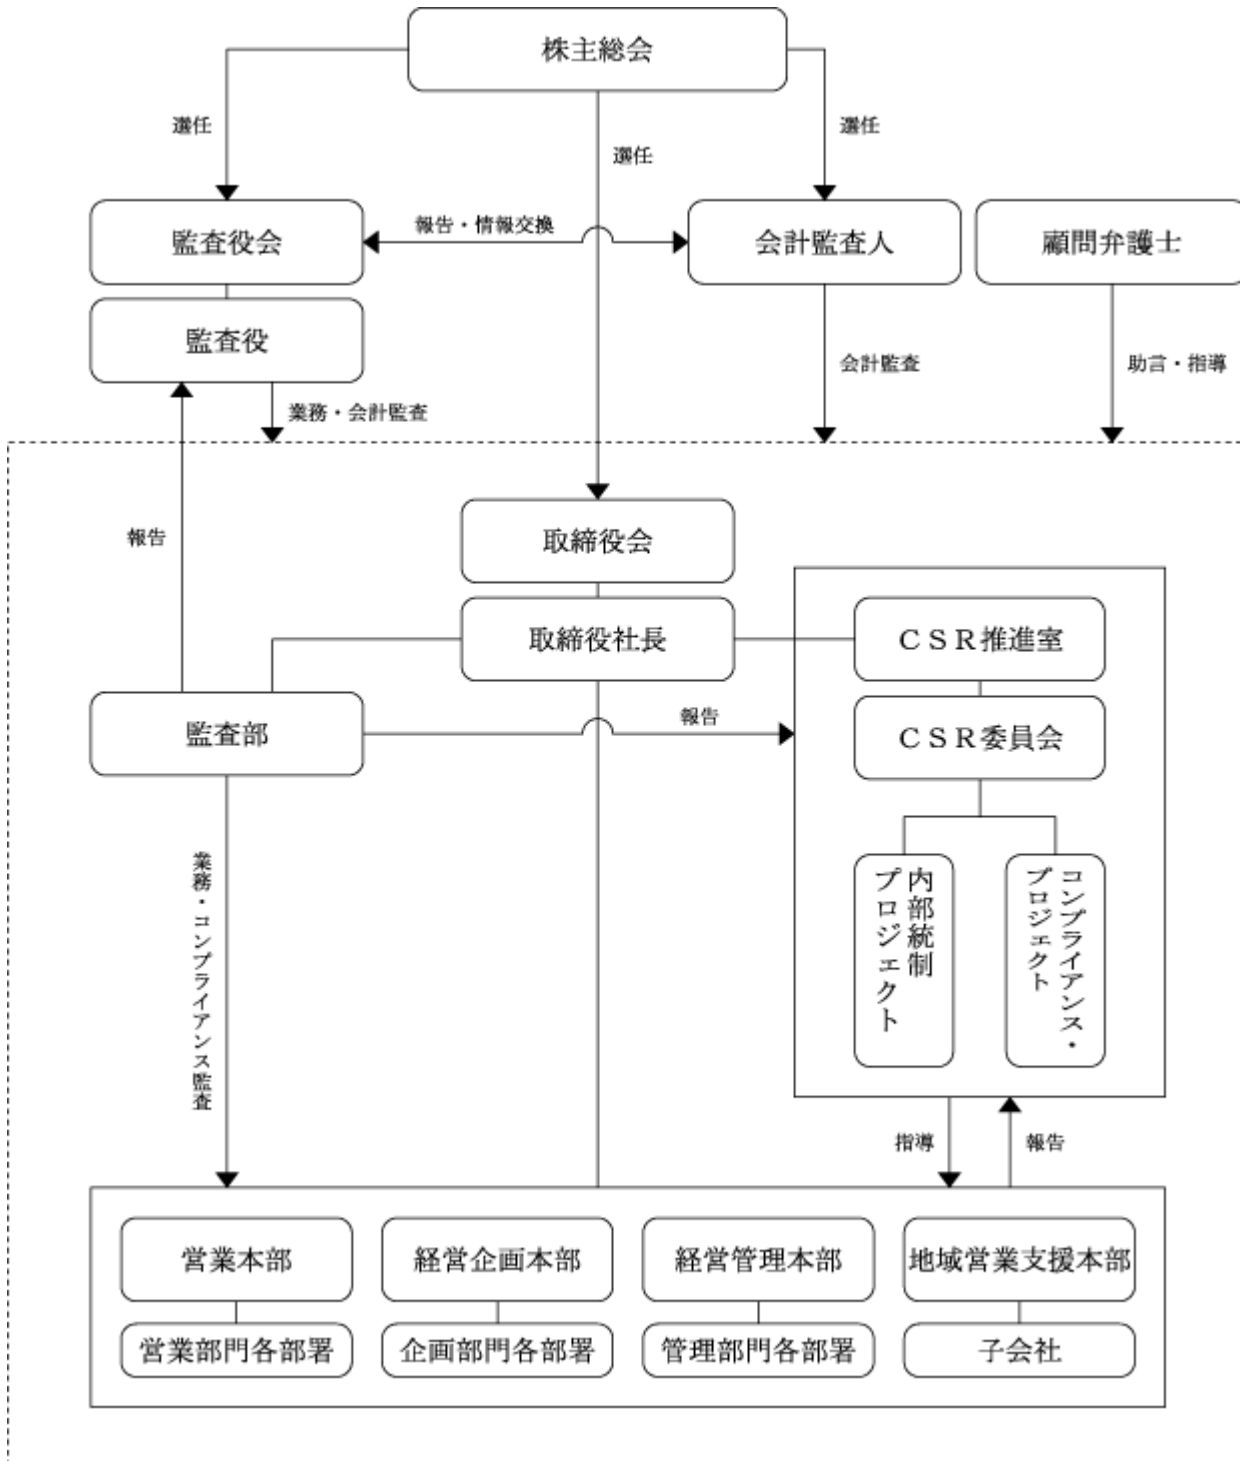 株主総会
選任
選任
選任
監査役会
報告・情報交換
会計監査人
顧問弁護士
監査役
業務・会計監査
会計監査
助言・指導
報告
取締役会
取締役社長
CSR推進室
監査部
報告
CSR委員会
業務・コンプライアンス監査
内部統制
プロジェクト
コンプライアンス・
プロジェクト
指導
報告
営業本部
経営企画本部
経営管理本部
地域営業支援本部
営業部門各部署
企画部門各部署
管理部門各部署
子会社